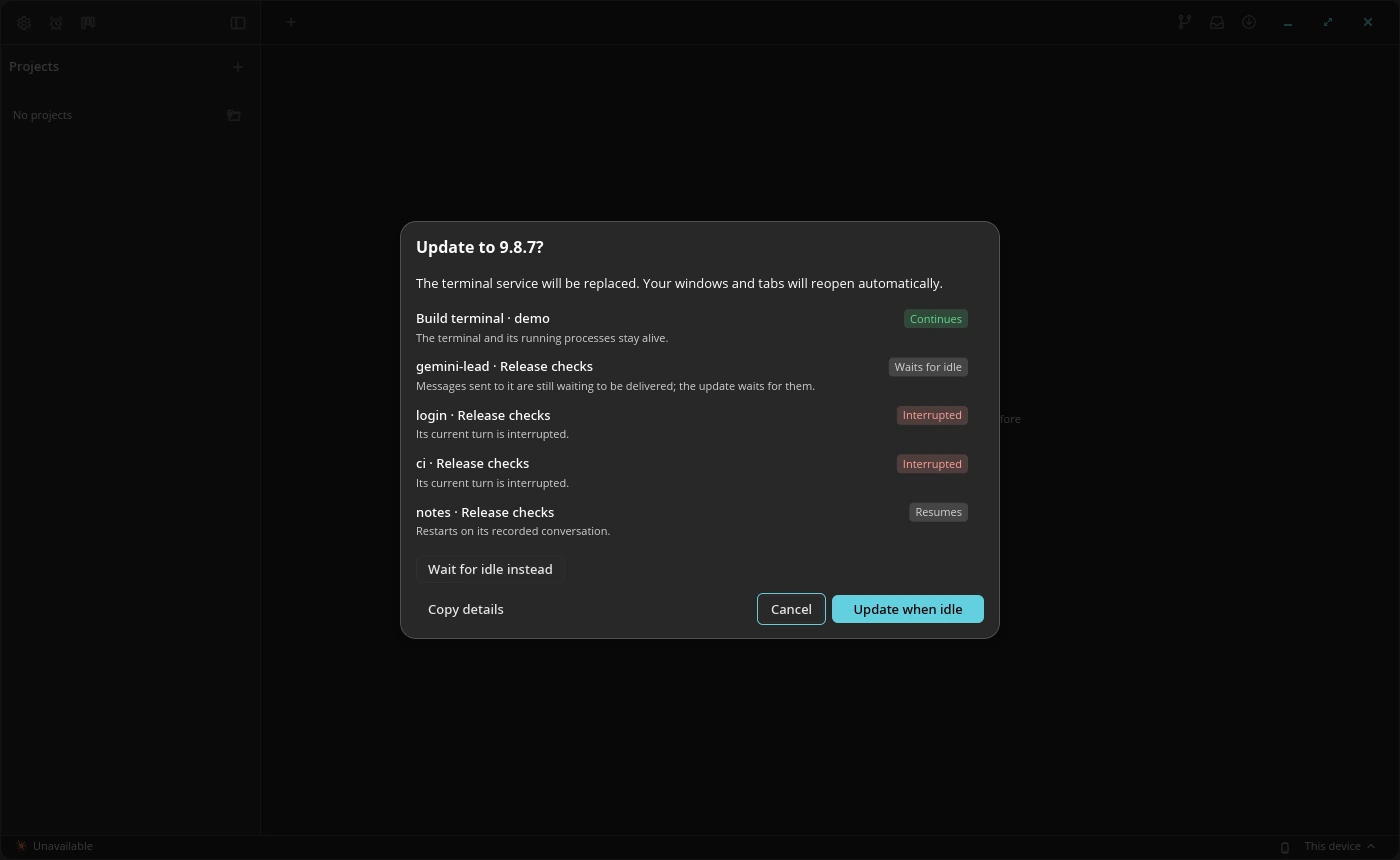 Projects
No projects
Update to 9.8.7?
The terminal service will be replaced. Your windows and tabs will reopen automatically.
Build terminal · demo
Continues
The terminal and its running processes stay alive.
gemini-lead · Release checks
Waits for idle
Messages sent to it are still waiting to be delivered; the update waits for them.
login · Release checks
Interrupted
Its current turn is interrupted.
fore
ci · Release checks
Interrupted
Its current turn is interrupted.
notes · Release checks
Resumes
Restarts on its recorded conversation.
Wait for idle instead
Copy details
Cancel
Update when idle
Unavailable
This device